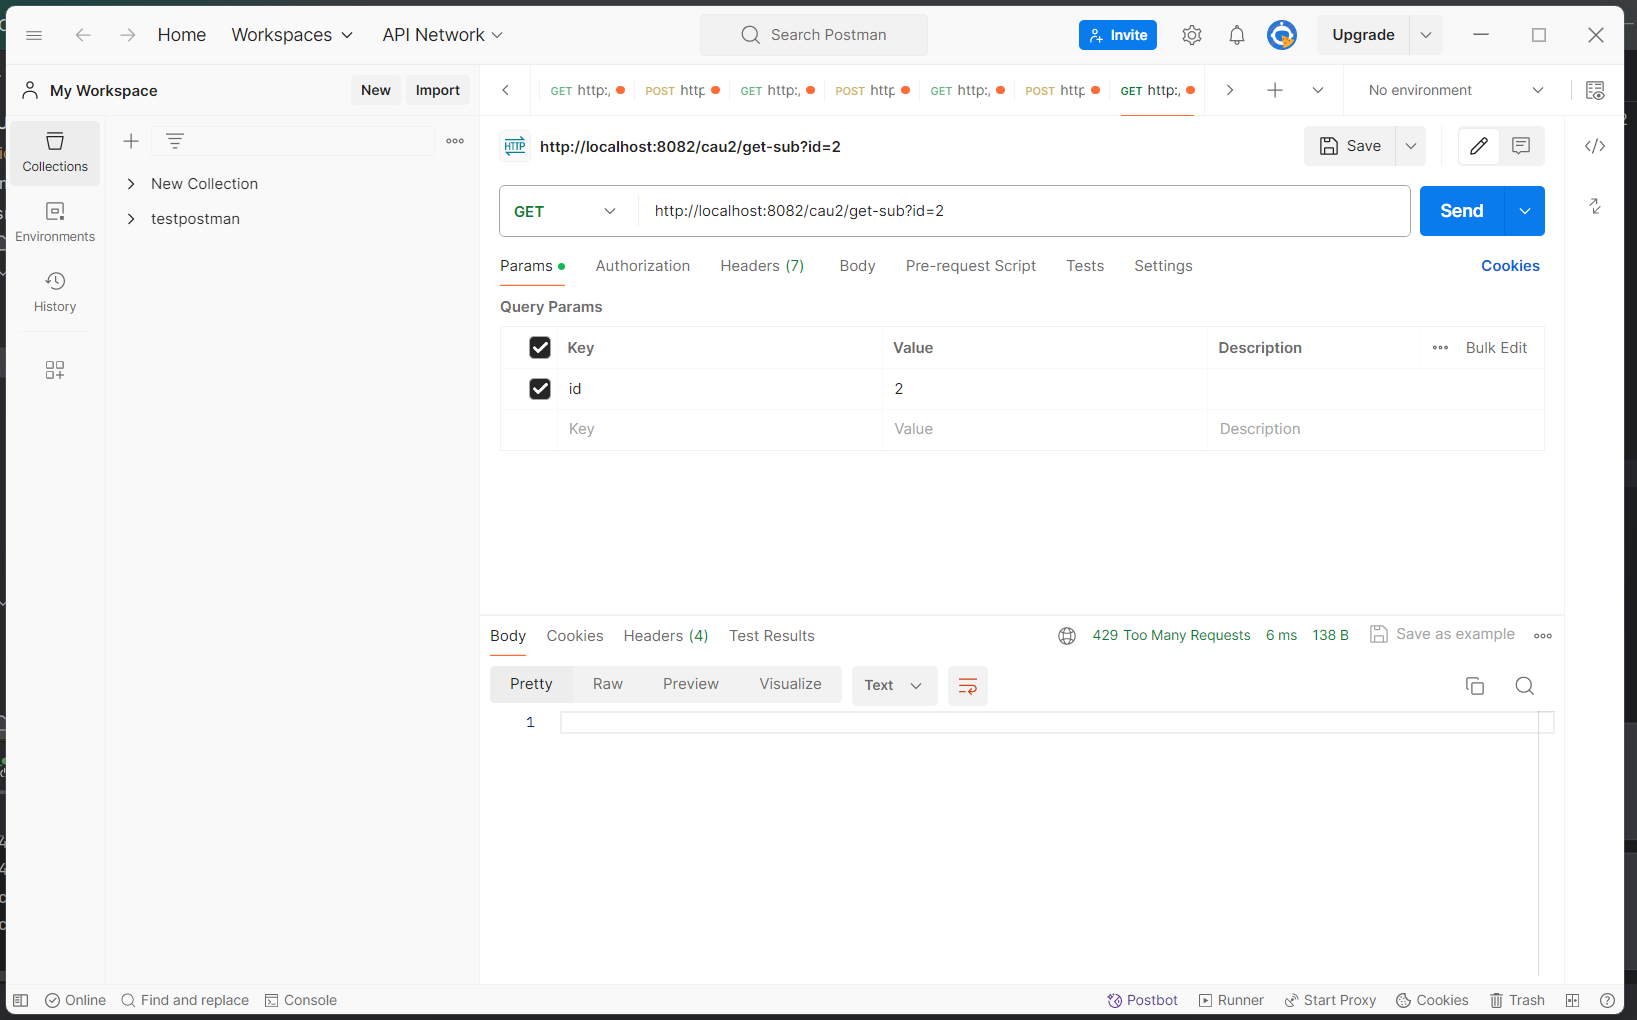 Home Workspaces API Network Search Postman Invite Upgrade
My Workspace New Import GET http:, POST http GET http:, POST http GET http:, POST http GET http:, No environment
Collections
Environments
History
New Collection
testpostman
HTTP http://localhost:8082/cau2/get-sub?id=2 Save
GET http://localhost:8082/cau2/get-sub?id=2 Send
Params Authorization Headers (7) Body Pre-request Script Tests Settings Cookies
Query Params
Key Value Description Bulk Edit
id 2
Key Value Description
Body Cookies Headers (4) Test Results 429 Too Many Requests 6 ms 138 B Save as example
Pretty Raw Preview Visualize Text
1
Online Find and replace Console Postbot Runner Start Proxy Cookies Trash